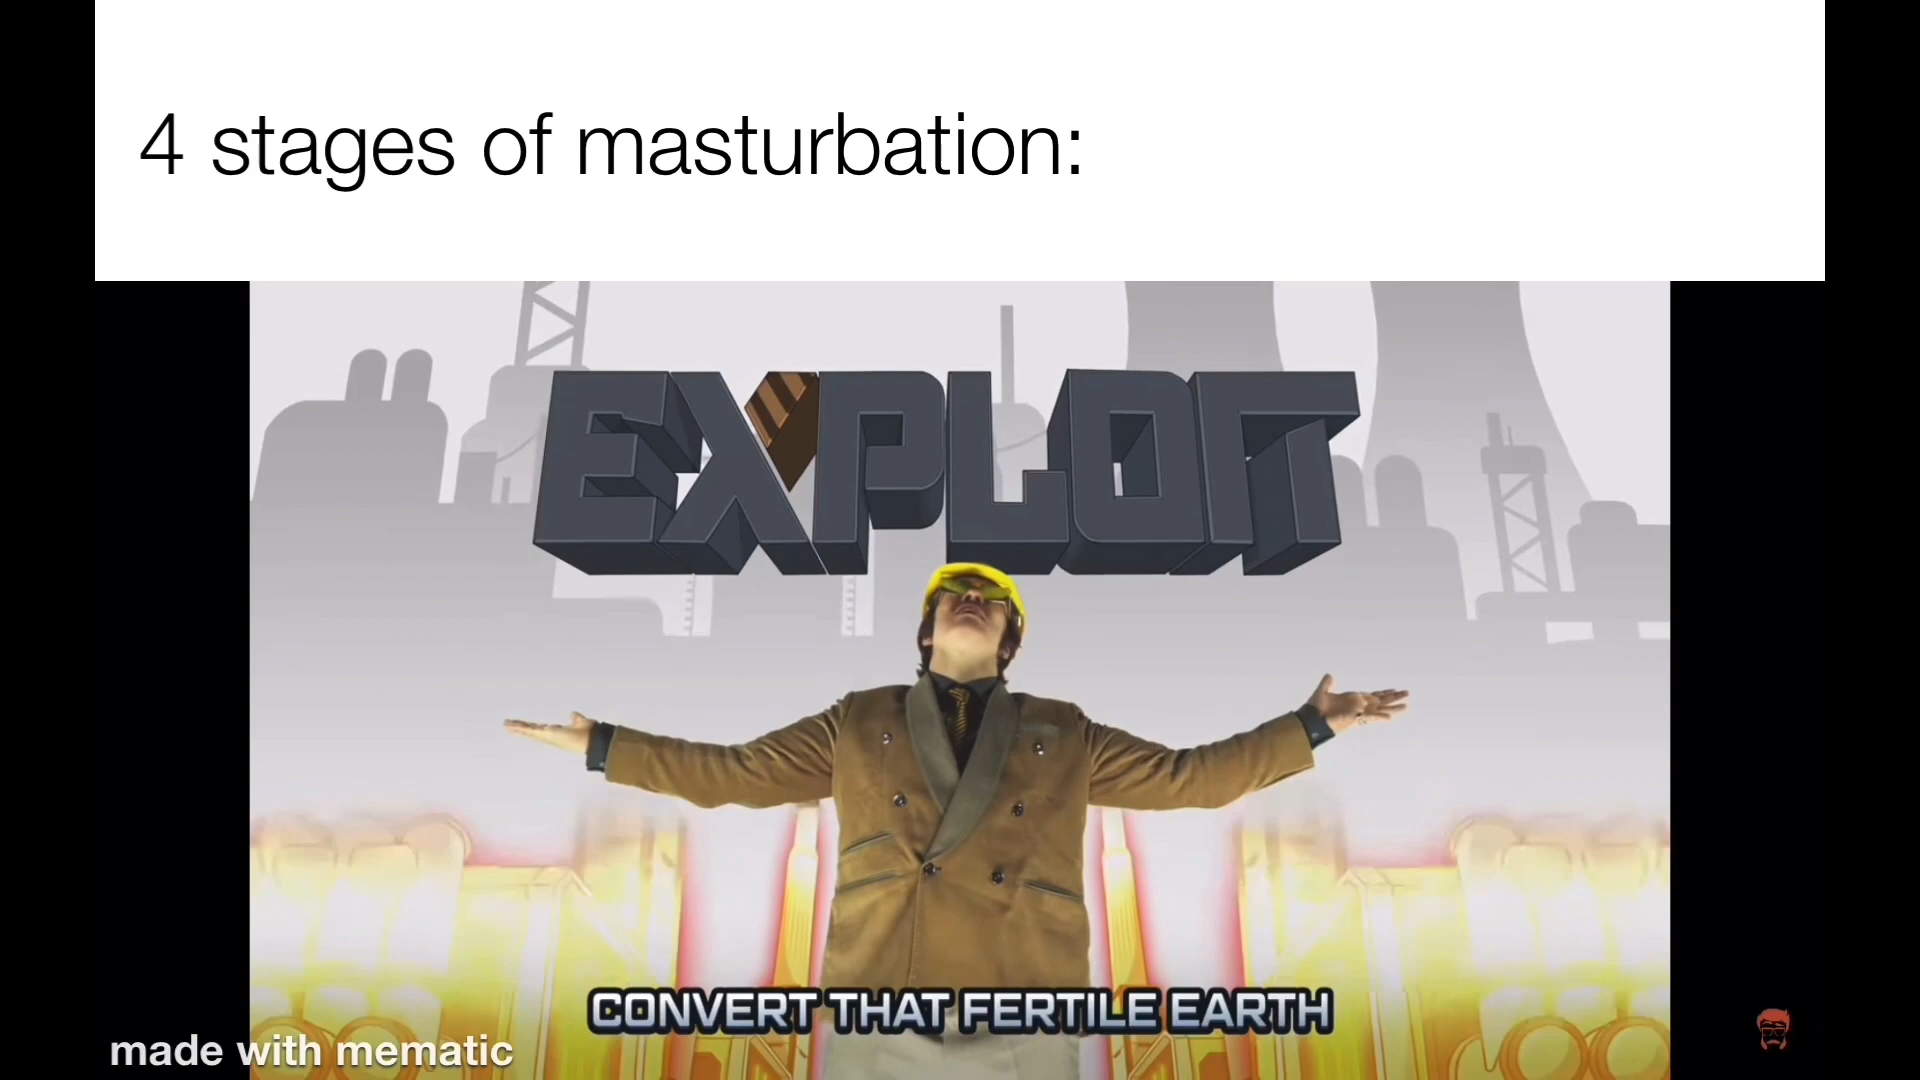 4 stages of masturbation:
EXPLOIT
CONVERT THAT FERTILE EARTH
made with mematic